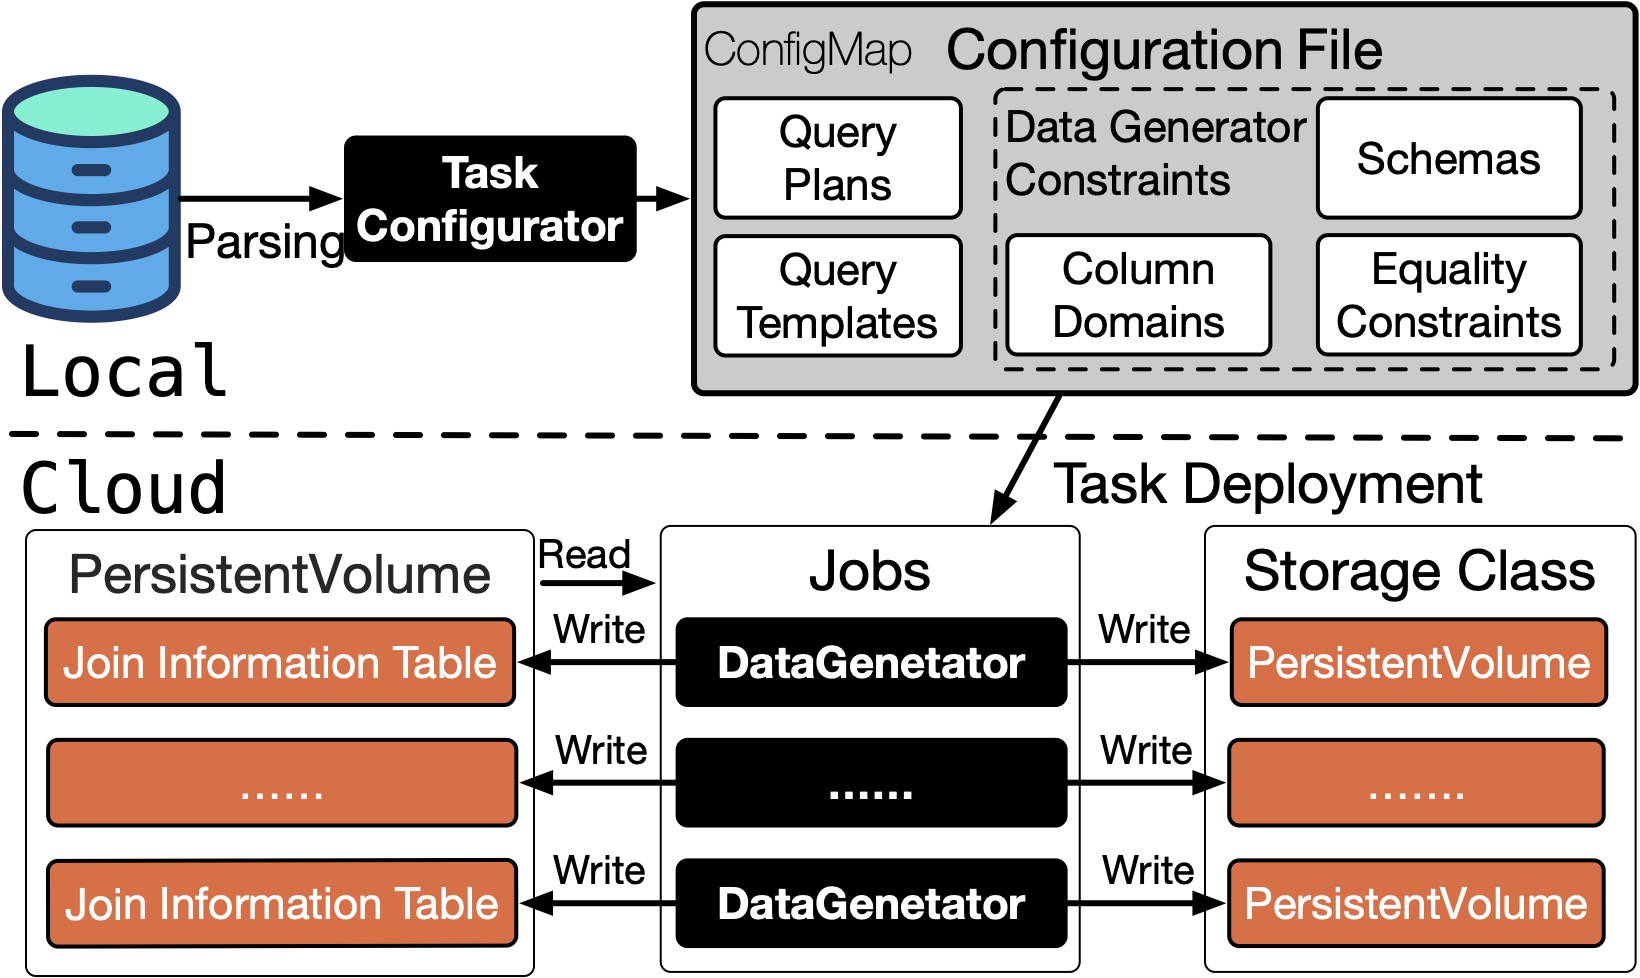 ConfigMap Configuration File
Query
Plans
Data Generator
Constraints
Schemas
Task
Configurator
Parsing
Query
Templates
Column
Domains
Equality
Constraints
Local
Cloud
Task Deployment
PersistentVolume
Read
Jobs
Storage Class
Join Information Table
Write
DataGenetator
Write
PersistentVolume
......
Write
......
Write
.......
Join Information Table
Write
DataGenetator
Write
PersistentVolume